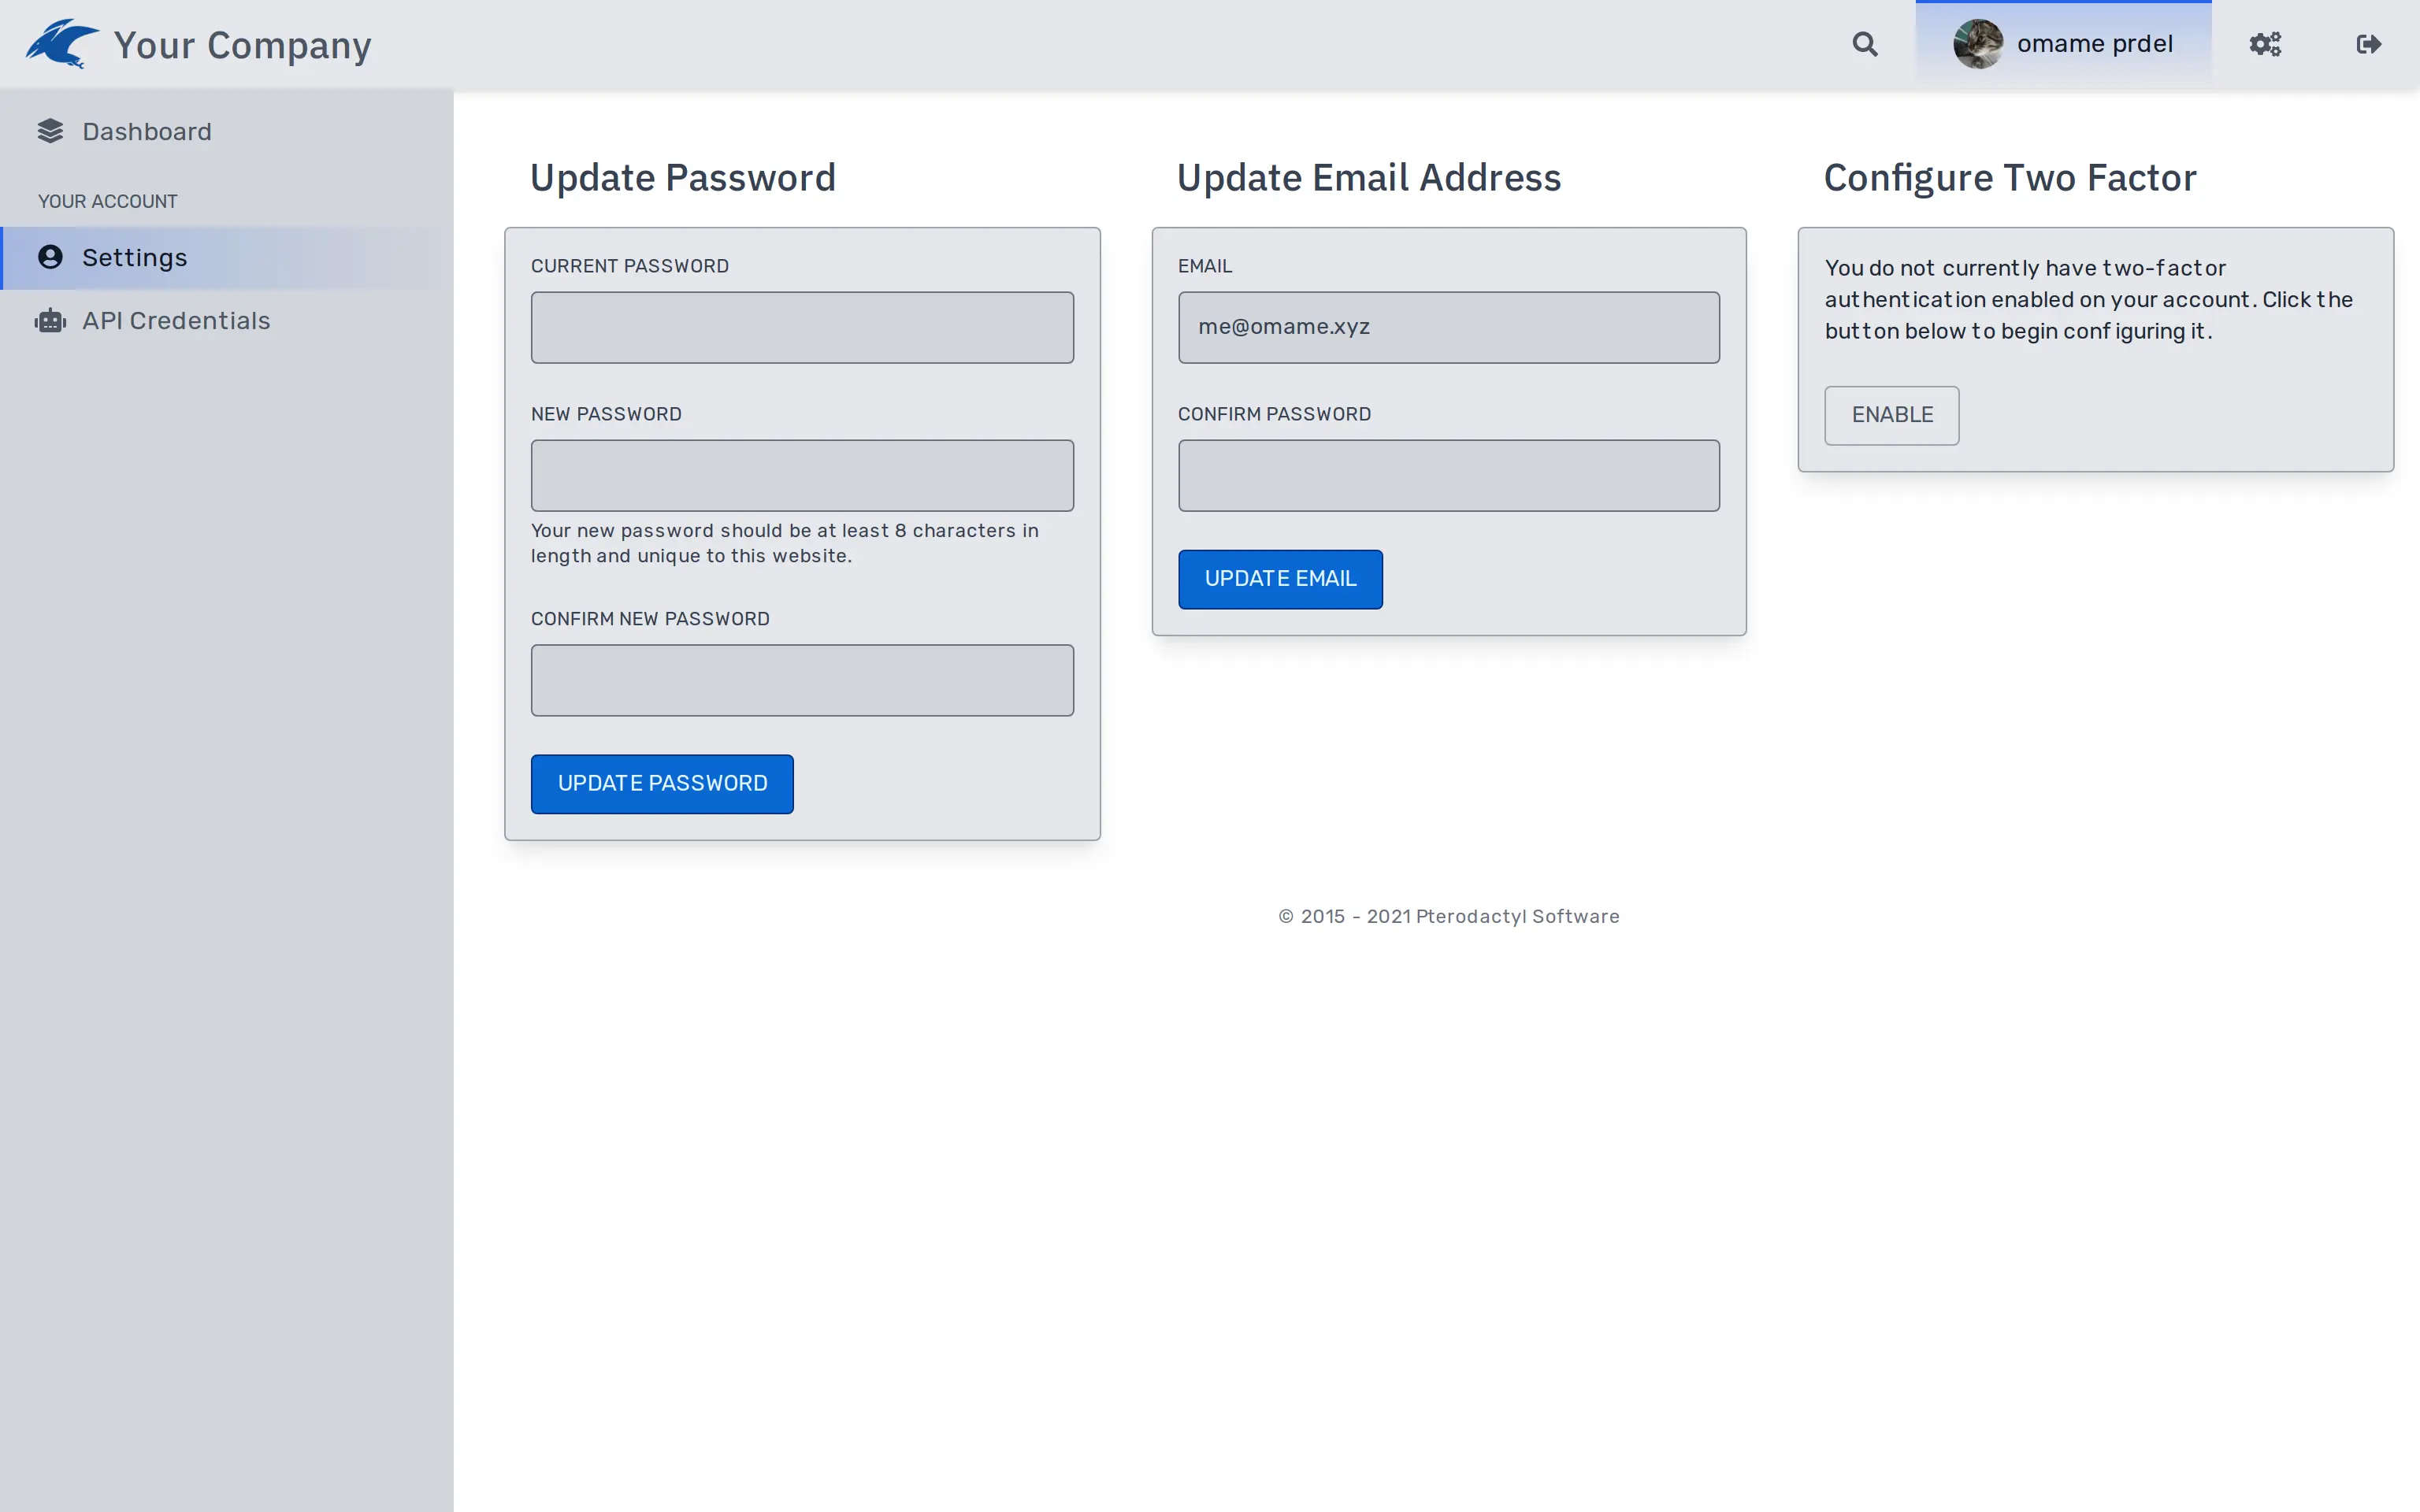 Your Company
omame prdel
Dashboard
YOUR ACCOUNT
Settings
API Credentials
Update Password
CURRENT PASSWORD
NEW PASSWORD
Your new password should be at least 8 characters in
length and unique to this website.
CONFIRM NEW PASSWORD
UPDATE PASSWORD
Update Email Address
EMAIL
me@omame.xyz
CONFIRM PASSWORD
UPDATE EMAIL
Configure Two Factor
You do not currently have two-factor
authentication enabled on your account. Click the
button below to begin configuring it.
ENABLE
© 2015 - 2021 Pterodactyl Software